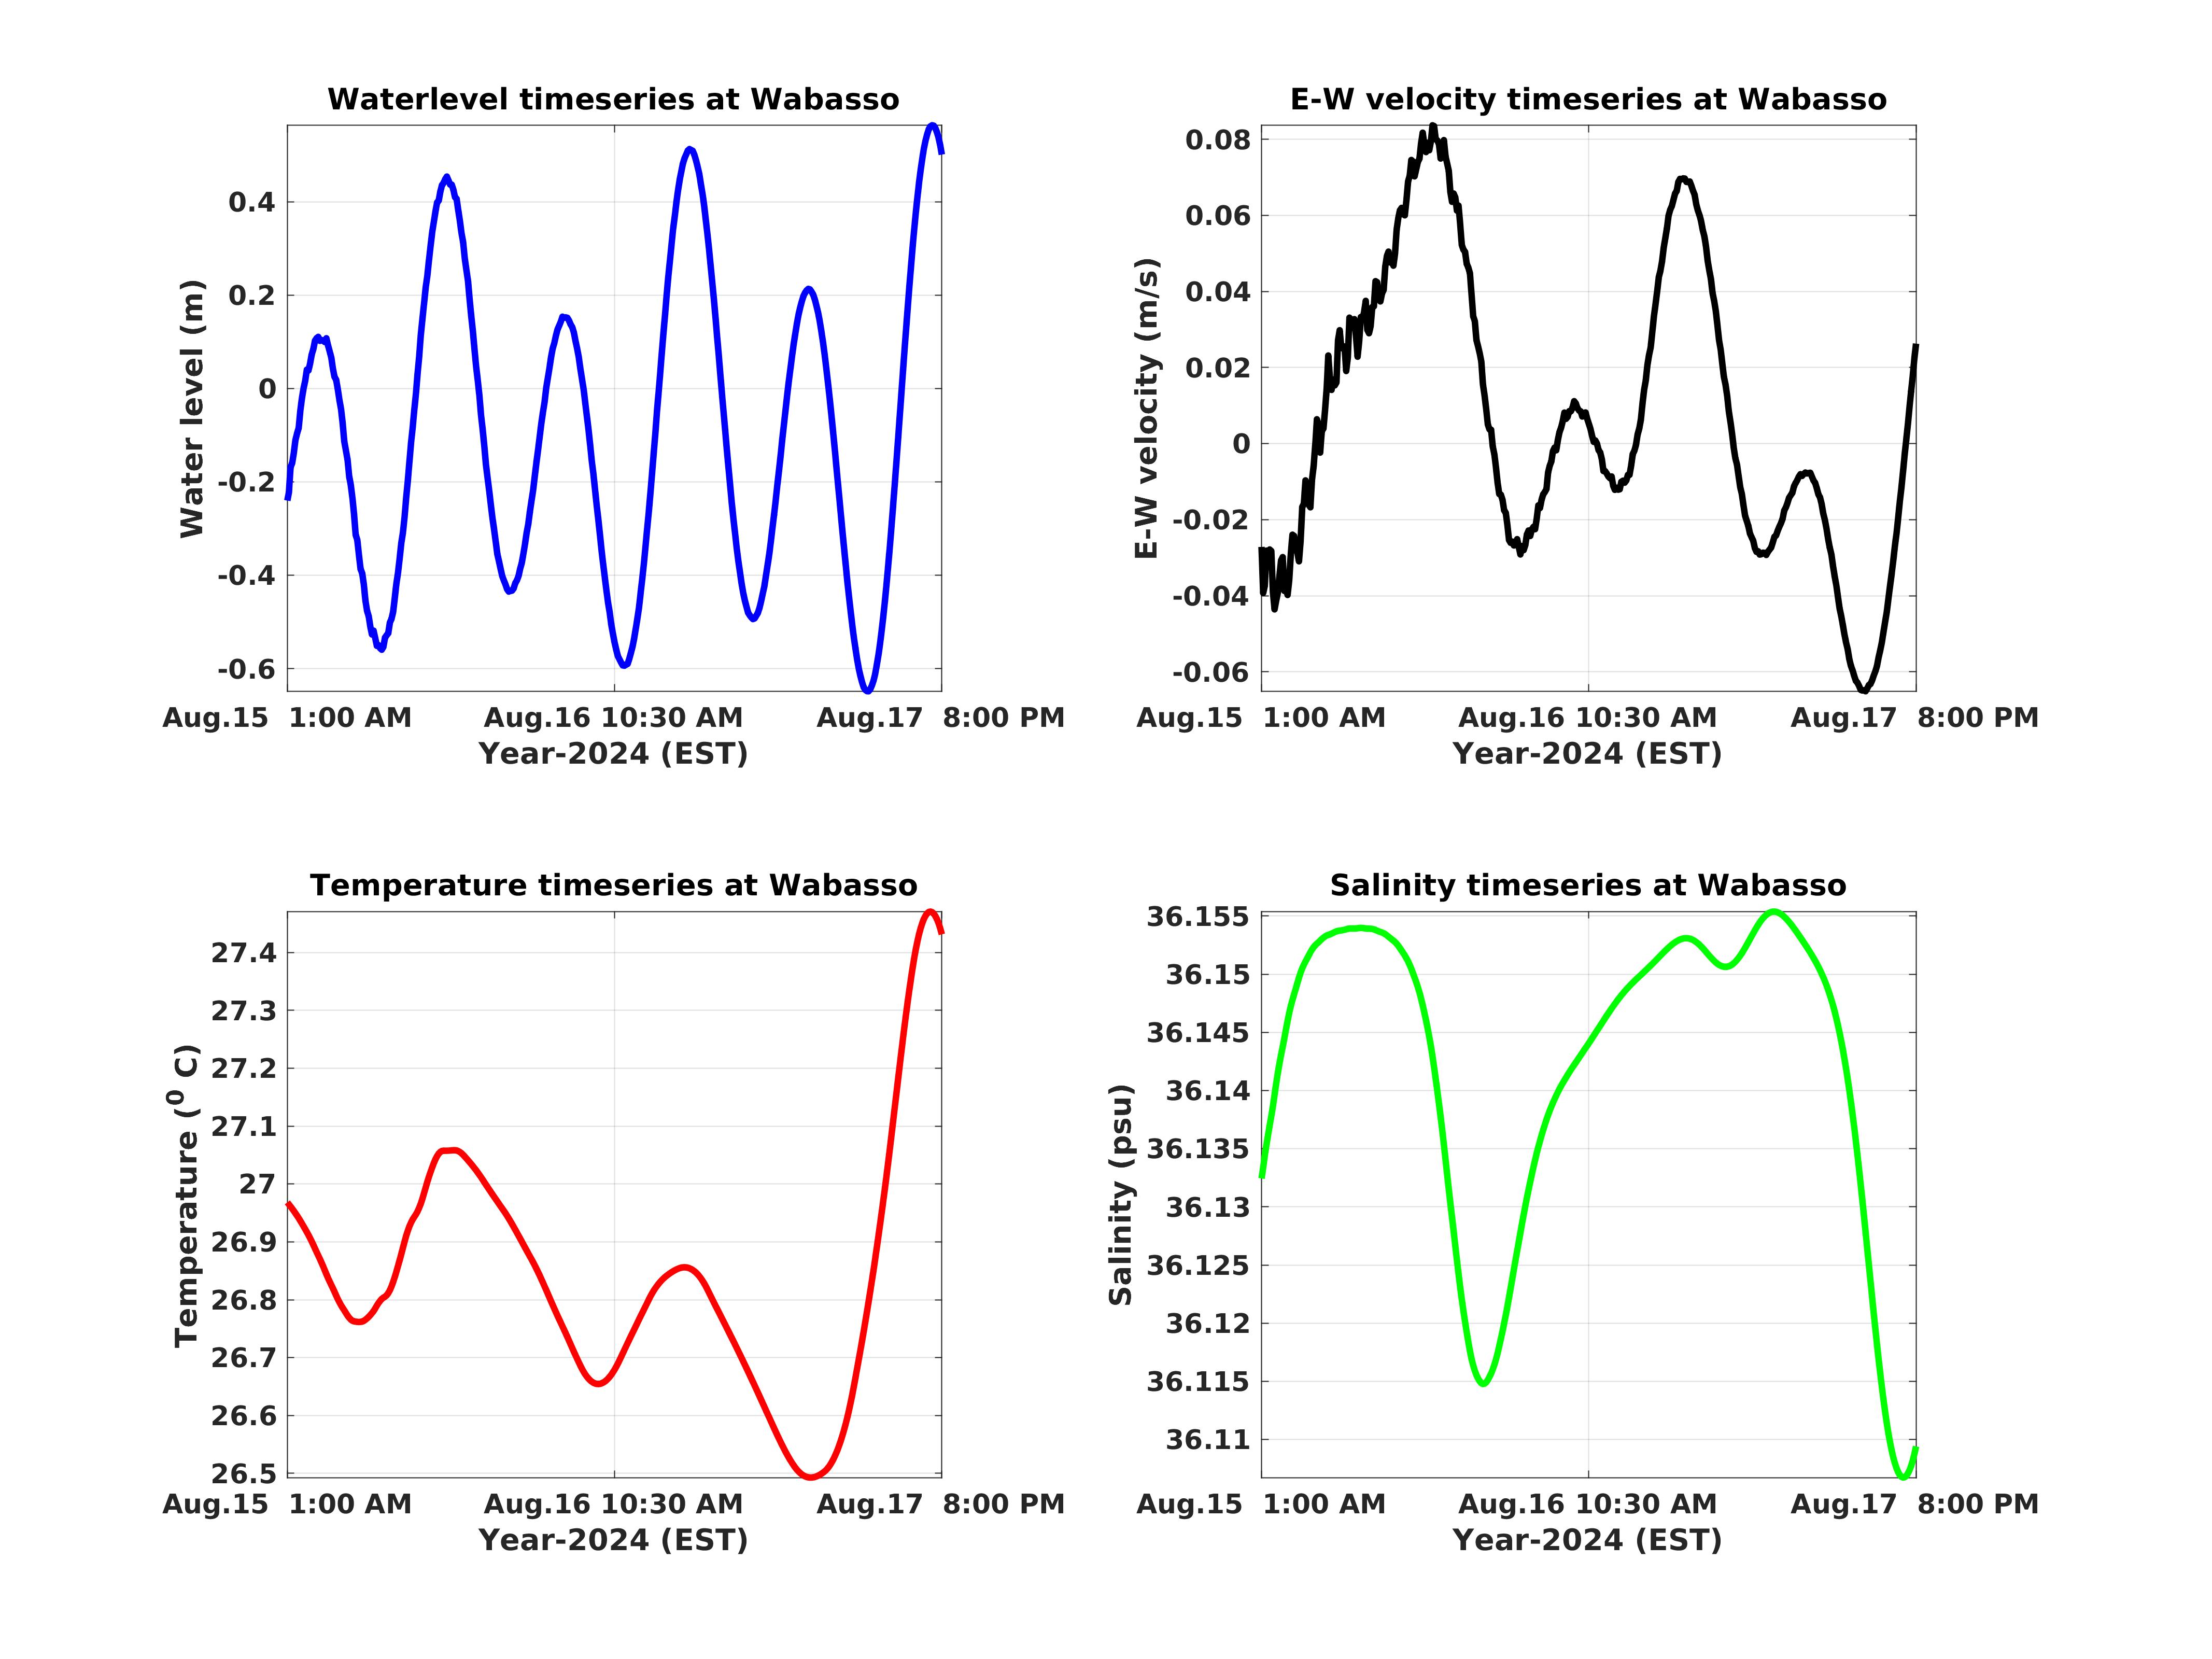 Waterlevel timeseries at Wabasso
Water level (m)
0.4
0.2
0
-0.2
-0.4
-0.6
Aug.15 1:00 AM Aug.16 10:30 AM Aug.17 8:00 PM
Year-2024 (EST)
E-W velocity timeseries at Wabasso
E-W velocity (m/s)
0.08
0.06
0.04
0.02
0
-0.02
-0.04
-0.06
Aug.15 1:00 AM Aug.16 10:30 AM Aug.17 8:00 PM
Year-2024 (EST)
Temperature timeseries at Wabasso
Temperature (⁰ C)
27.4
27.3
27.2
27.1
27
26.9
26.8
26.7
26.6
26.5
Aug.15 1:00 AM Aug.16 10:30 AM Aug.17 8:00 PM
Year-2024 (EST)
Salinity timeseries at Wabasso
Salinity (psu)
36.155
36.15
36.145
36.14
36.135
36.13
36.125
36.12
36.115
36.11
Aug.15 1:00 AM Aug.16 10:30 AM Aug.17 8:00 PM
Year-2024 (EST)